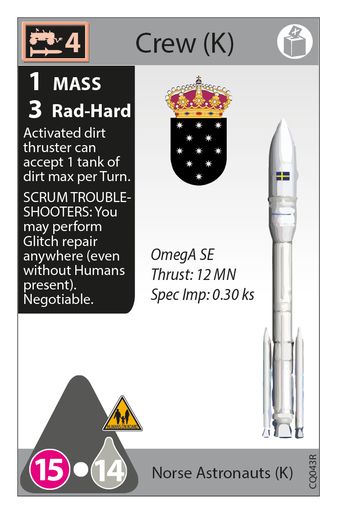 4
Crew (K)
1 MASS
3 Rad-Hard
Activated dirt
thruster can
accept 1 tank of
dirt max per Turn.
SCRUM TROUBLE-
SHOOTERS: You
may perform
Glitch repair
anywhere (even
without Humans
present).
Negotiable.
OmegA SE
Thrust: 12 MN
Spec Imp: 0.30 ks
15 • 14
Norse Astronauts (K)
CQ043R